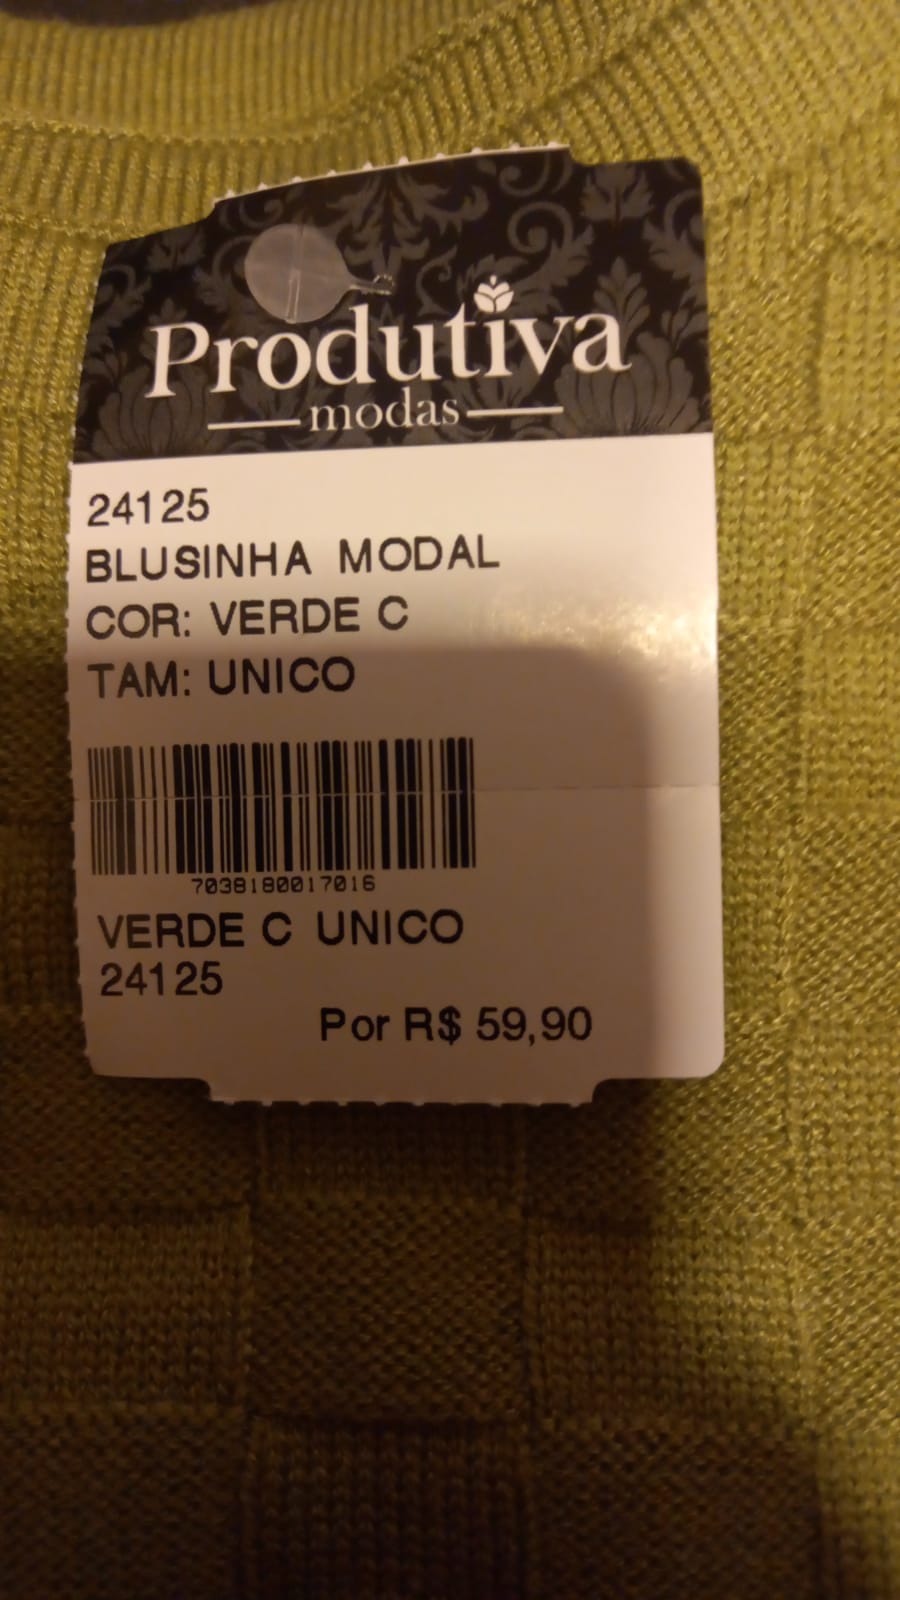 Produtiva
modas
24125
BLUSINHA MODAL
COR: VERDE C
TAM: UNICO
7038180017016
VERDE C UNICO
24125
Por R$ 59,90